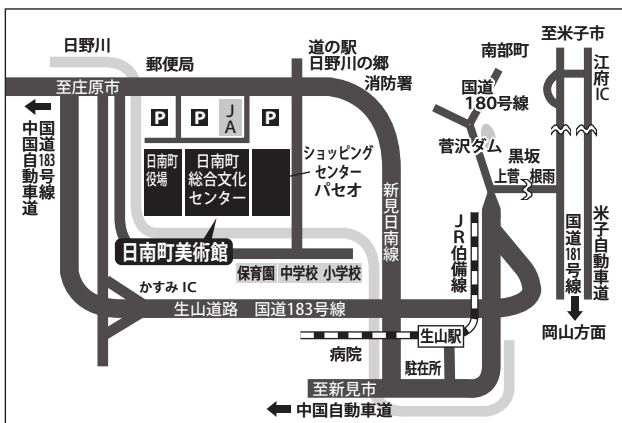 日野川
郵便局
道の駅
日野川の郷
消防署
南部町
至米子市
江府IC
国道
180号線
至庄原市
国道183号線
中国自動車道
P
P
JA
P
菅沢ダム
黒坂
上菅
根雨
日南町
役場
日南町
総合文化
センター
ショッピング
センター
パセオ
新見日南線
JR伯備線
国道181号線
米子自動車道
日南町美術館
保育園
中学校
小学校
かすみIC
生山道路
国道183号線
岡山方面
生山駅
病院
駐在所
至新見市
中国自動車道